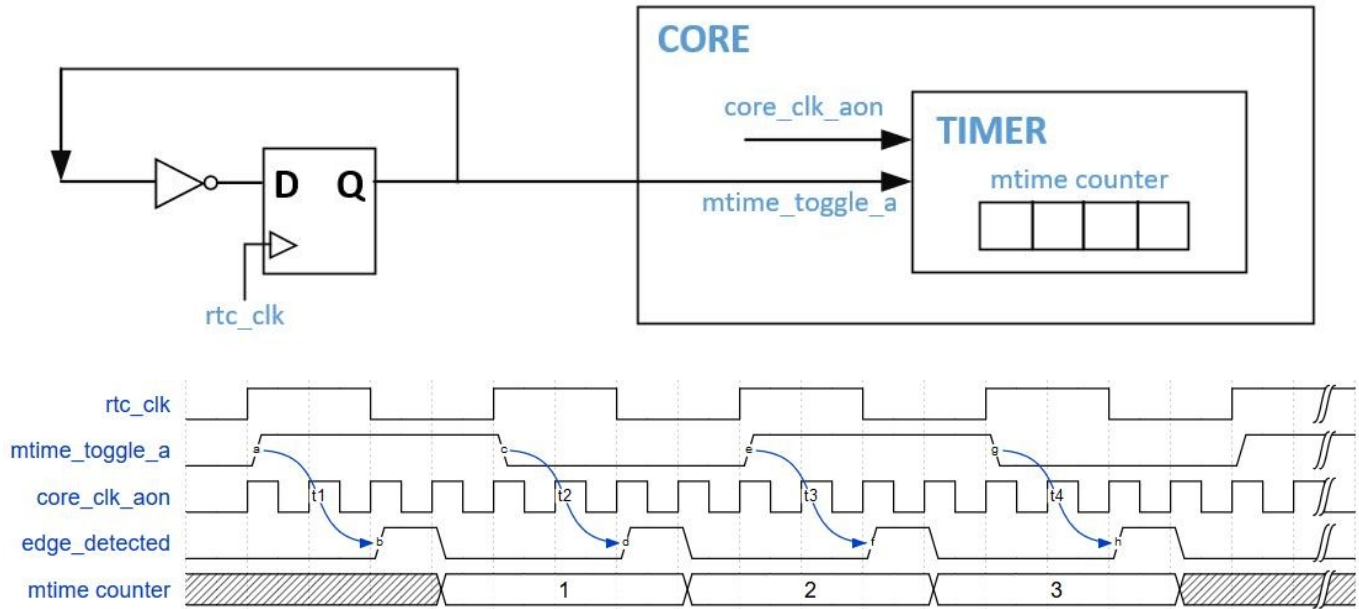 CORE
core_clk_aon
TIMER
D Q
mtime_toggle_a
mtime counter
rtc_clk
rtc_clk
mtime_toggle_a
a c e g
core_clk_aon
t1 t2 t3 t4
edge_detected
b d f h
mtime counter
1 2 3